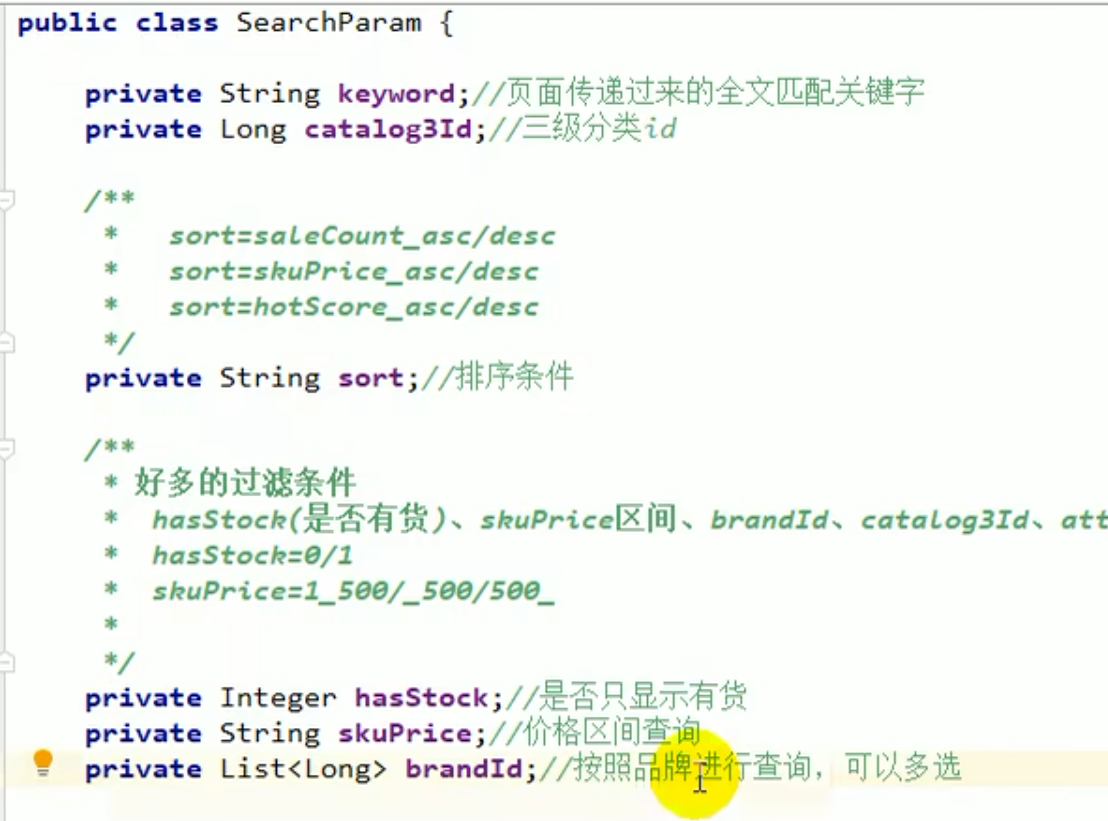 public class SearchParam {
private String keyword;//页面传递过来的全文匹配关键字
private Long catalog3Id;//三级分类id
/**
* sort=saleCount_asc/desc
* sort=skuPrice_asc/desc
* sort=hotScore_asc/desc
*/
private String sort;//排序条件
/**
* 好多的过滤条件
* hasStock(是否有货)、skuPrice区间、brandId、catalog3Id、att
* hasStock=0/1
* skuPrice=1_500/_500/500_
*
*/
private Integer hasStock;//是否只显示有货
private String skuPrice;//价格区间查询
private List<Long> brandId;//按照品牌进行查询，可以多选